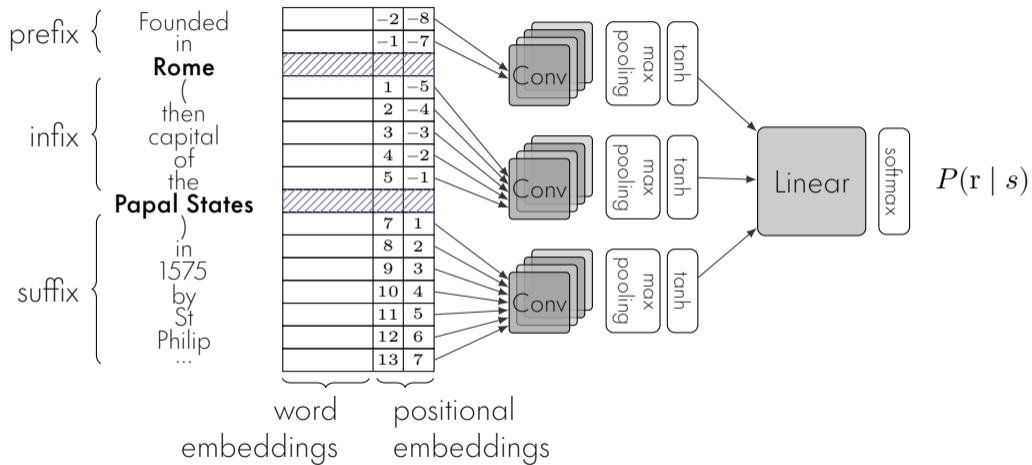 prefix
Founded
in
Rome
infix
(
then
capital
of
the
Papal States
suffix
)
in
1575
by
St
Philip
...
−2 −8
−1 −7
1 −5
2 −4
3 −3
4 −2
5 −1
7 1
8 2
9 3
10 4
11 5
12 6
13 7
word
embeddings
positional
embeddings
Conv
max
pooling
tanh
Conv
max
pooling
tanh
Conv
max
pooling
tanh
Linear
softmax
P(r | s)